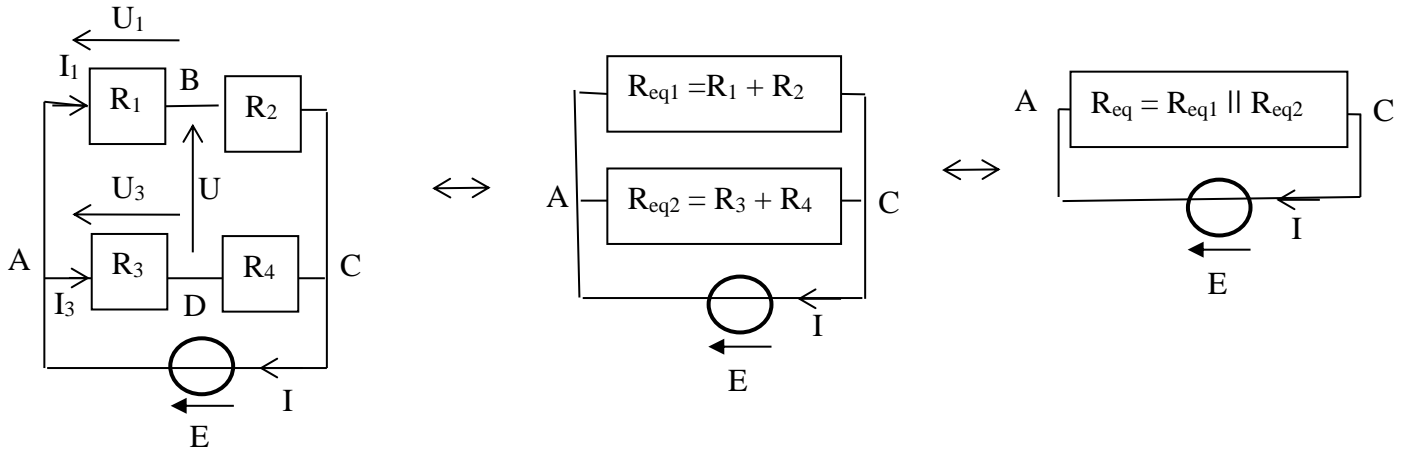 U1
I1
R1
B
R2
U3
U
A
R3
R4
C
I3
D
I
E
Req1 =R1 + R2
A
Req2 = R3 + R4
C
I
E
A
Req = Req1 || Req2
C
I
E